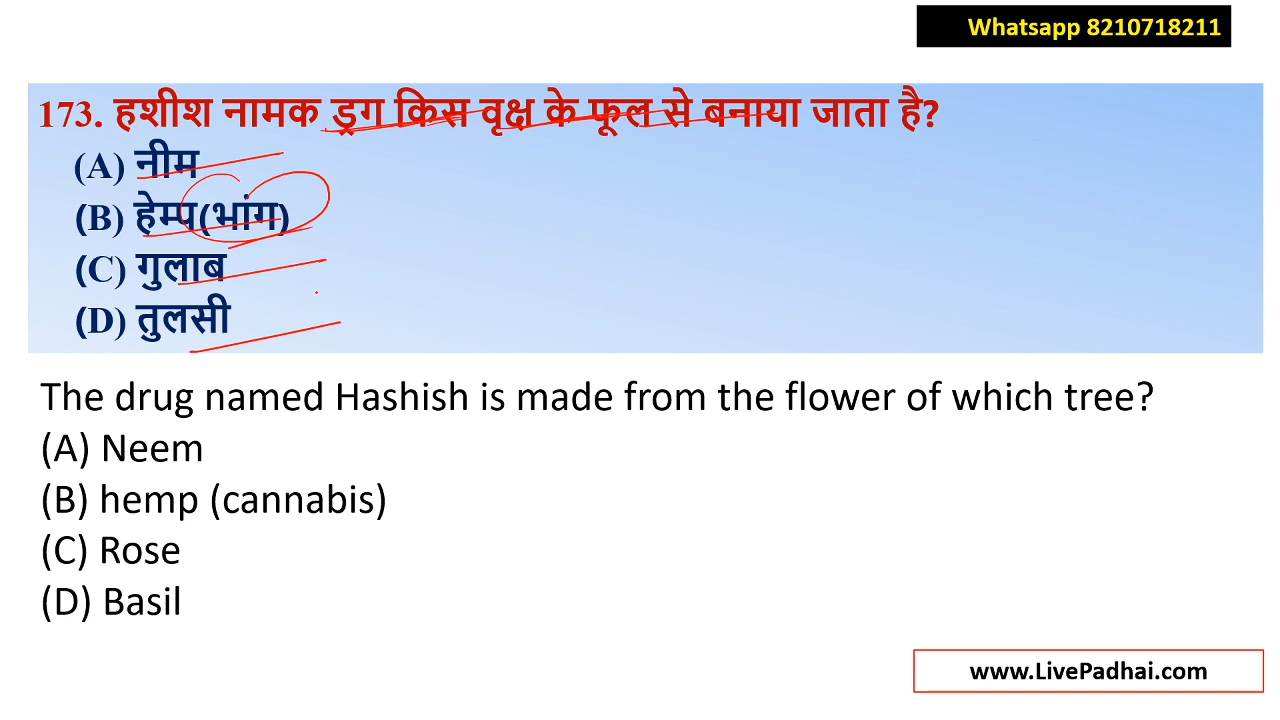 Whatsapp 8210718211
173. हशीश नामक ड्रग किस वृक्ष के फूल से बनाया जाता है?
(A) नीम
(B) हेम्प(भांग)
(C) गुलाब
(D) तुलसी
The drug named Hashish is made from the flower of which tree?
(A) Neem
(B) hemp (cannabis)
(C) Rose
(D) Basil
www.LivePadhai.com